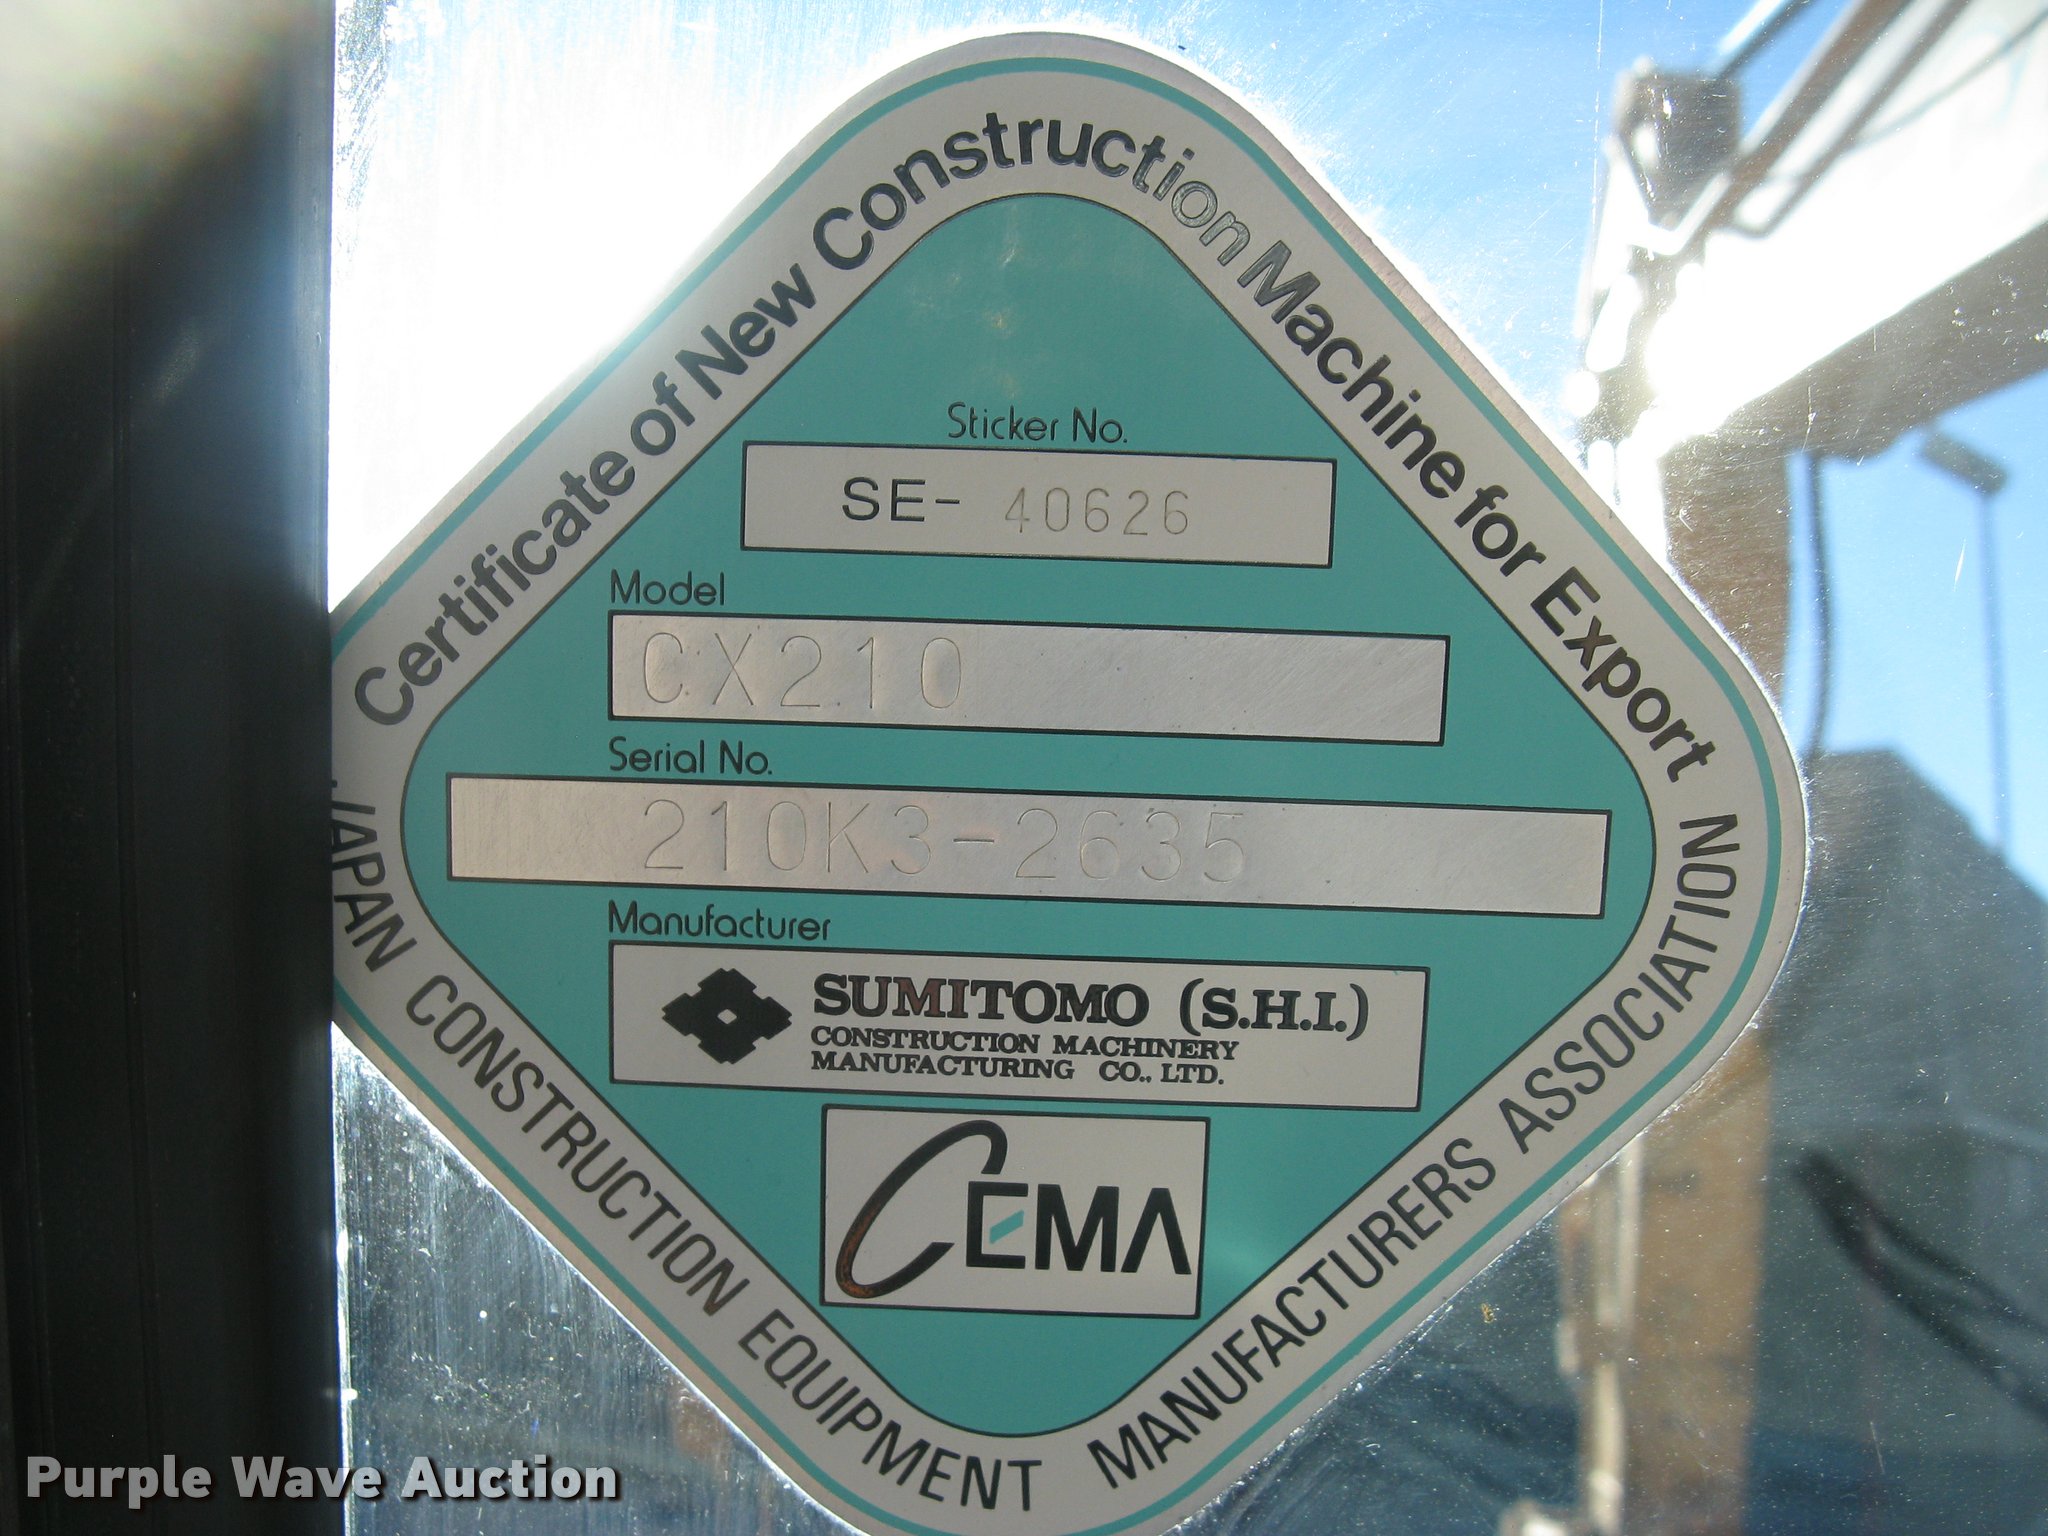 Certificate of New Construction Machine for Export
Sticker No.
SE- 40626
Model
CX210
Serial No.
210K3-2635
Manufacturer
SUMITOMO (S.H.I.)
CONSTRUCTION MACHINERY
MANUFACTURING CO., LTD.
CEMA
JAPAN CONSTRUCTION EQUIPMENT MANUFACTURERS ASSOCIATION
Purple Wave Auction